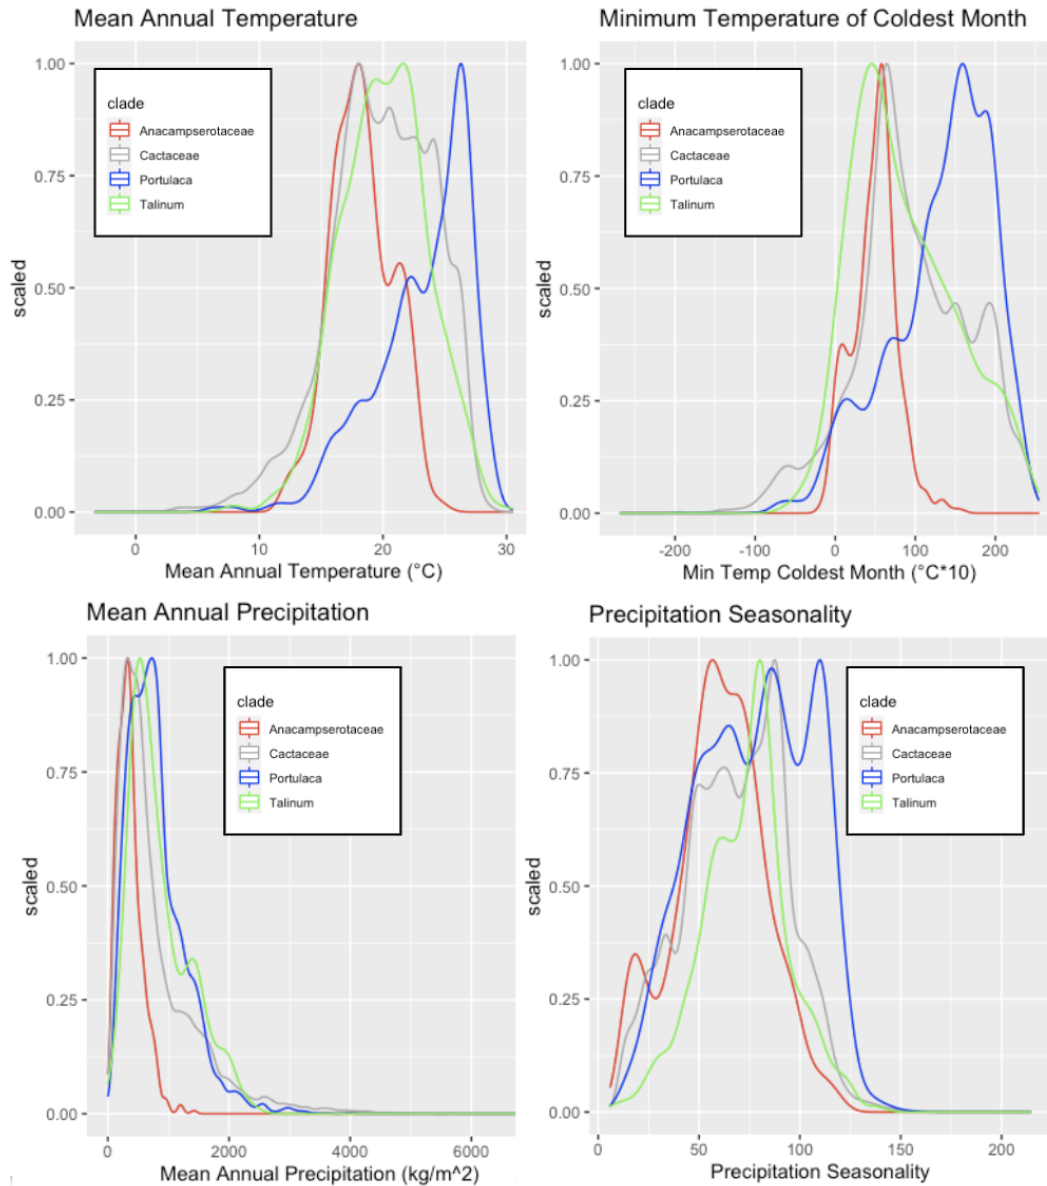 Mean Annual Temperature
1.00
0.75
0.50
0.25
0.00
scaled
clade
Anacampserotaceae
Cactaceae
Portulaca
Talinum
0 10 20 30
Mean Annual Temperature (°C)
Minimum Temperature of Coldest Month
1.00
0.75
0.50
0.25
0.00
scaled
clade
Anacampserotaceae
Cactaceae
Portulaca
Talinum
-200 -100 0 100 200
Min Temp Coldest Month (°C*10)
Mean Annual Precipitation
1.00
0.75
0.50
0.25
0.00
scaled
clade
Anacampserotaceae
Cactaceae
Portulaca
Talinum
0 2000 4000 6000
Mean Annual Precipitation (kg/m^2)
Precipitation Seasonality
1.00
0.75
0.50
0.25
0.00
scaled
clade
Anacampserotaceae
Cactaceae
Portulaca
Talinum
0 50 100 150 200
Precipitation Seasonality